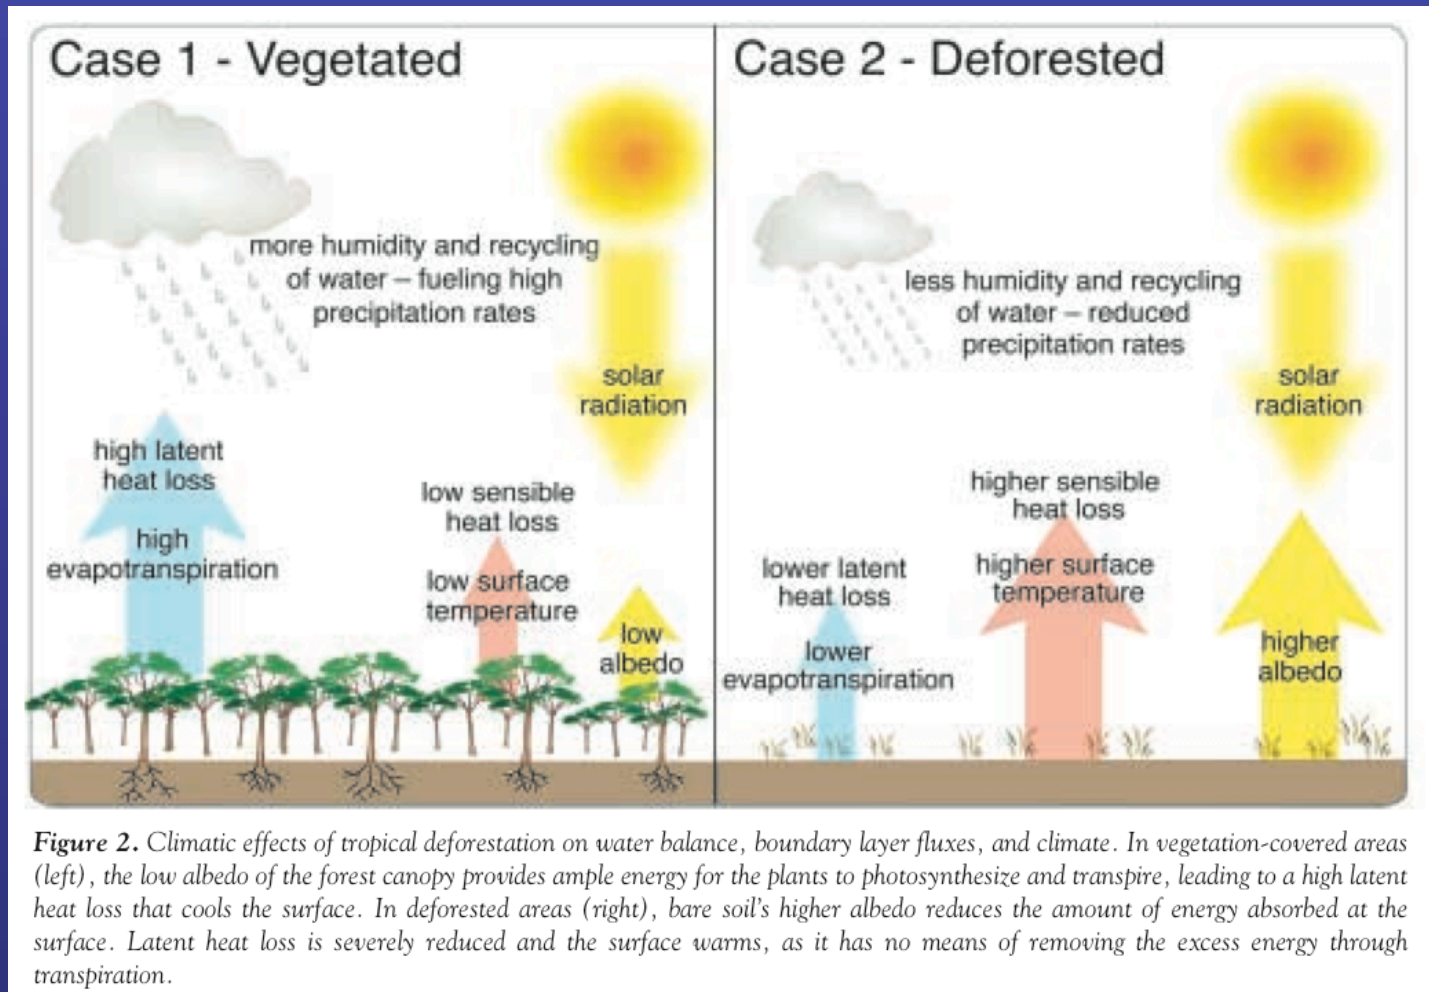 Case 1 - Vegetated
more humidity and recycling
of water – fueling high
precipitation rates
solar
radiation
high latent
heat loss
high
evapotranspiration
low sensible
heat loss
low surface
temperature
low
albedo
Case 2 - Deforested
less humidity and recycling
of water – reduced
precipitation rates
solar
radiation
lower latent
heat loss
lower
evapotranspiration
higher sensible
heat loss
higher surface
temperature
higher
albedo
Figure 2. Climatic effects of tropical deforestation on water balance, boundary layer fluxes, and climate. In vegetation-covered areas
(left), the low albedo of the forest canopy provides ample energy for the plants to photosynthesize and transpire, leading to a high latent
heat loss that cools the surface. In deforested areas (right), bare soil's higher albedo reduces the amount of energy absorbed at the
surface. Latent heat loss is severely reduced and the surface warms, as it has no means of removing the excess energy through
transpiration.